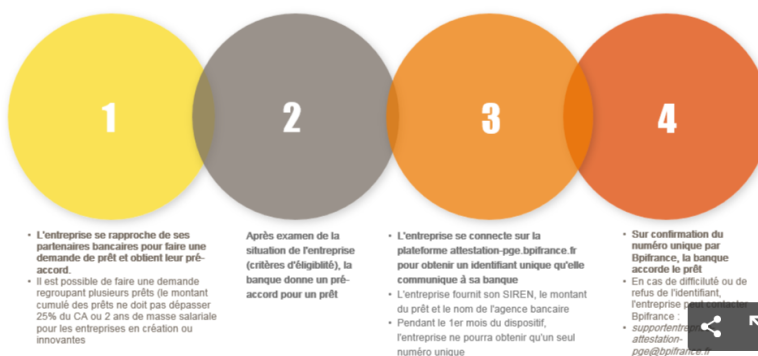 1
2
3
4
• L'entreprise se rapproche de ses
partenaires bancaires pour faire une
demande de prêt et obtient leur pré-
accord.
• Il est possible de faire une demande
regroupant plusieurs prêts (le montant
cumulé des prêts ne doit pas dépasser
25% du CA ou 2 ans de masse salariale
pour les entreprises en création ou
innovantes
Après examen de la
situation de l'entreprise
(critères d'éligiblité), la
banque donne un pré-
accord pour un prêt
• L'entreprise se connecte sur la
plateforme attestation-pge.bpifrance.fr
pour obtenir un identifiant unique qu'elle
communique à sa banque
• L'entreprise fournit son SIREN, le montant
du prêt et le nom de l'agence bancaire
• Pendant le 1er mois du dispositif,
l'entreprise ne pourra obtenir qu'un seul
numéro unique
• Sur confirmation du
numéro unique par
Bpifrance, la banque
accorde le prêt
• En cas de difficulté ou de
refus de l'identifiant,
l'entreprise peut contacter
Bpifrance :
•
attestation-
pge@bpifrance.fr